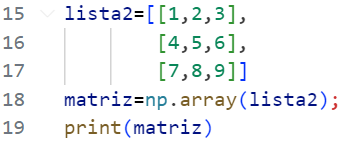 15 lista2=[[1,2,3],
16 [4,5,6],
17 [7,8,9]]
18 matriz=np.array(lista2);
19 print(matriz)